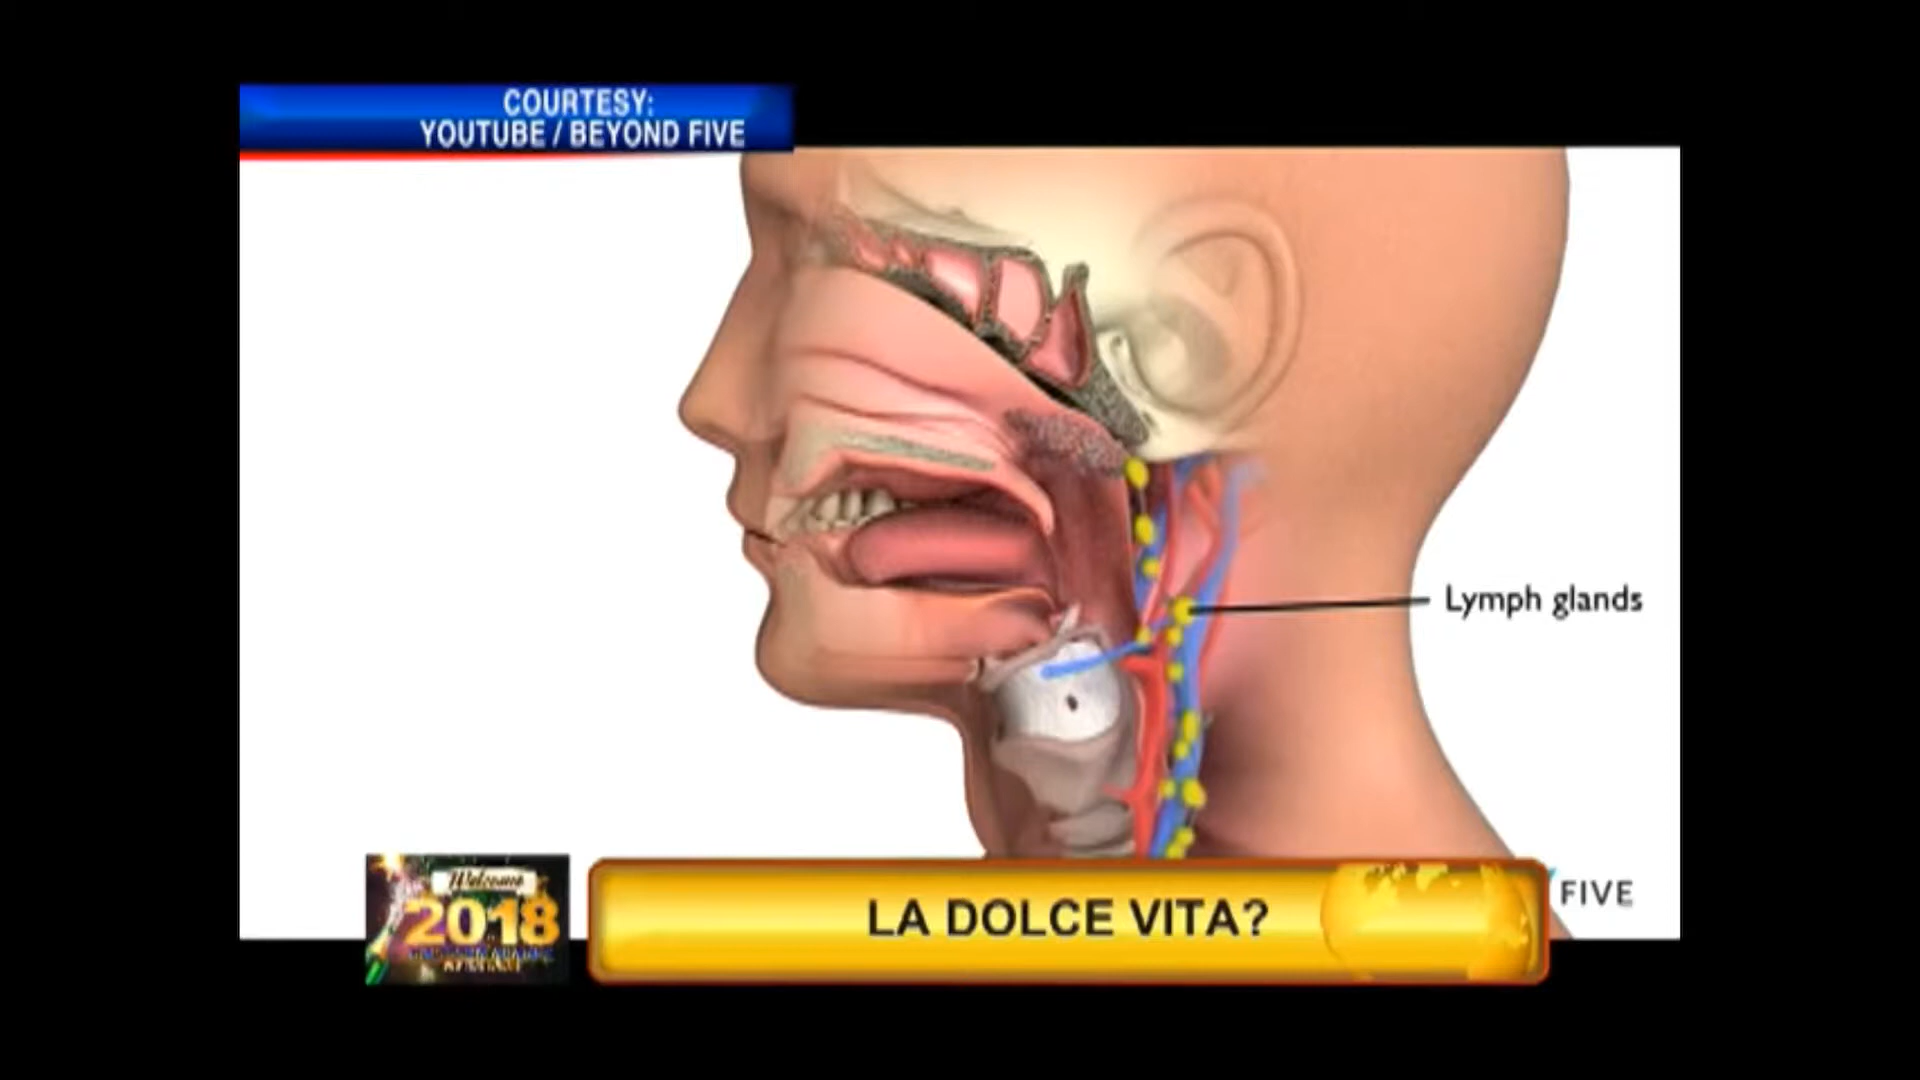 COURTESY:
YOUTUBE / BEYOND FIVE
Lymph glands
FIVE
Welcome
2018
LA DOLCE VITA?